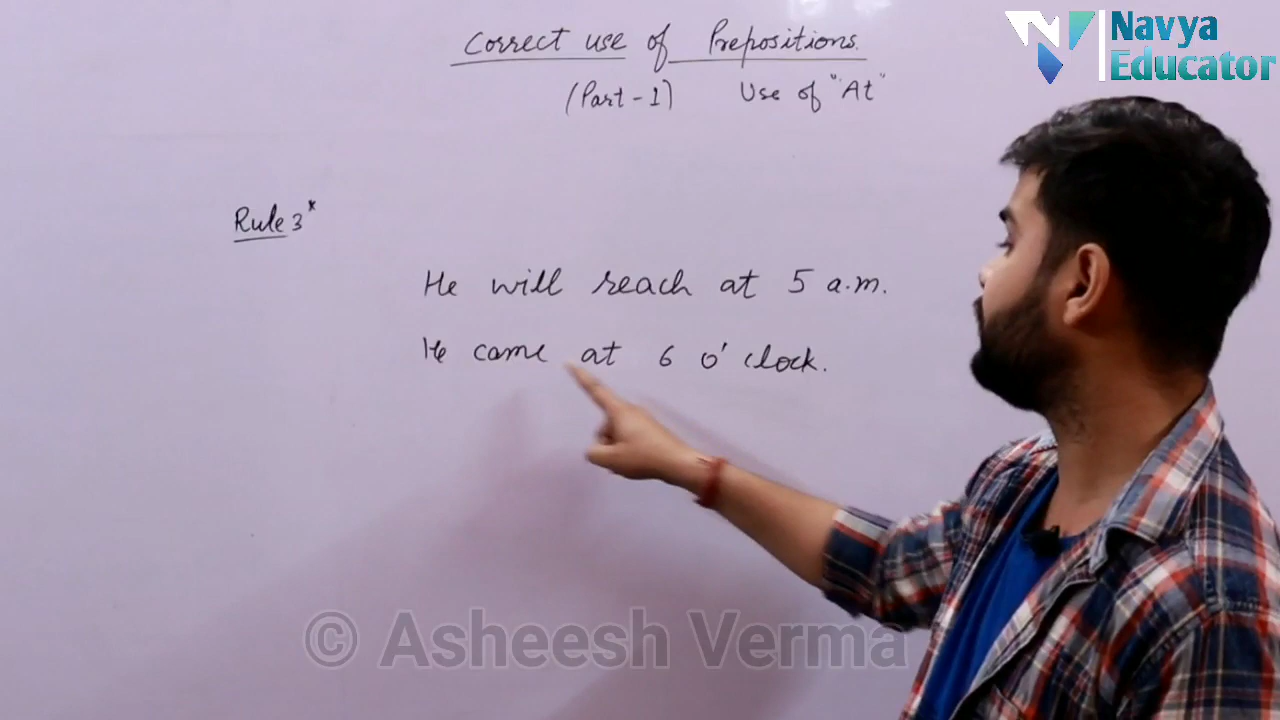 Correct use of Prepositions.
(Part-1) Use of "At"
Navya
Educator
Rule 3*
He will reach at 5 a.m.
He came at 6 o'clock.
© Asheesh Verma